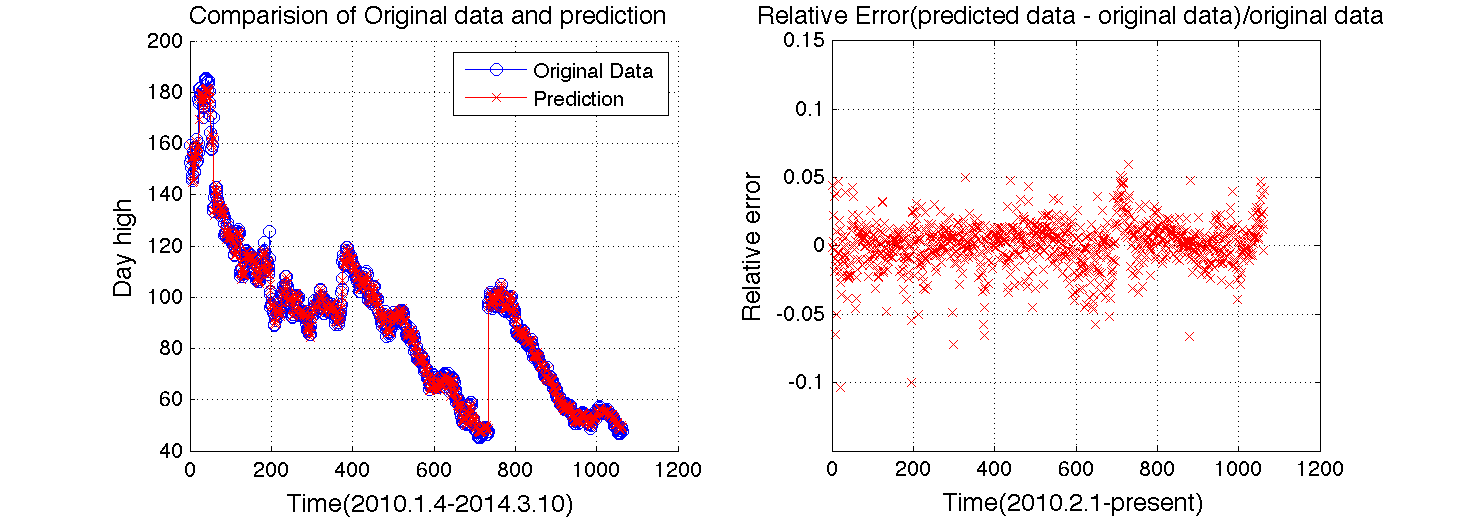 Comparision of Original data and prediction
200
180
160
140
120
100
80
60
40
Day high
Original Data
Prediction
0 200 400 600 800 1000 1200
Time(2010.1.4-2014.3.10)
Relative Error(predicted data - original data)/original data
0.15
0.1
0.05
0
-0.05
-0.1
Relative error
0 200 400 600 800 1000 1200
Time(2010.2.1-present)